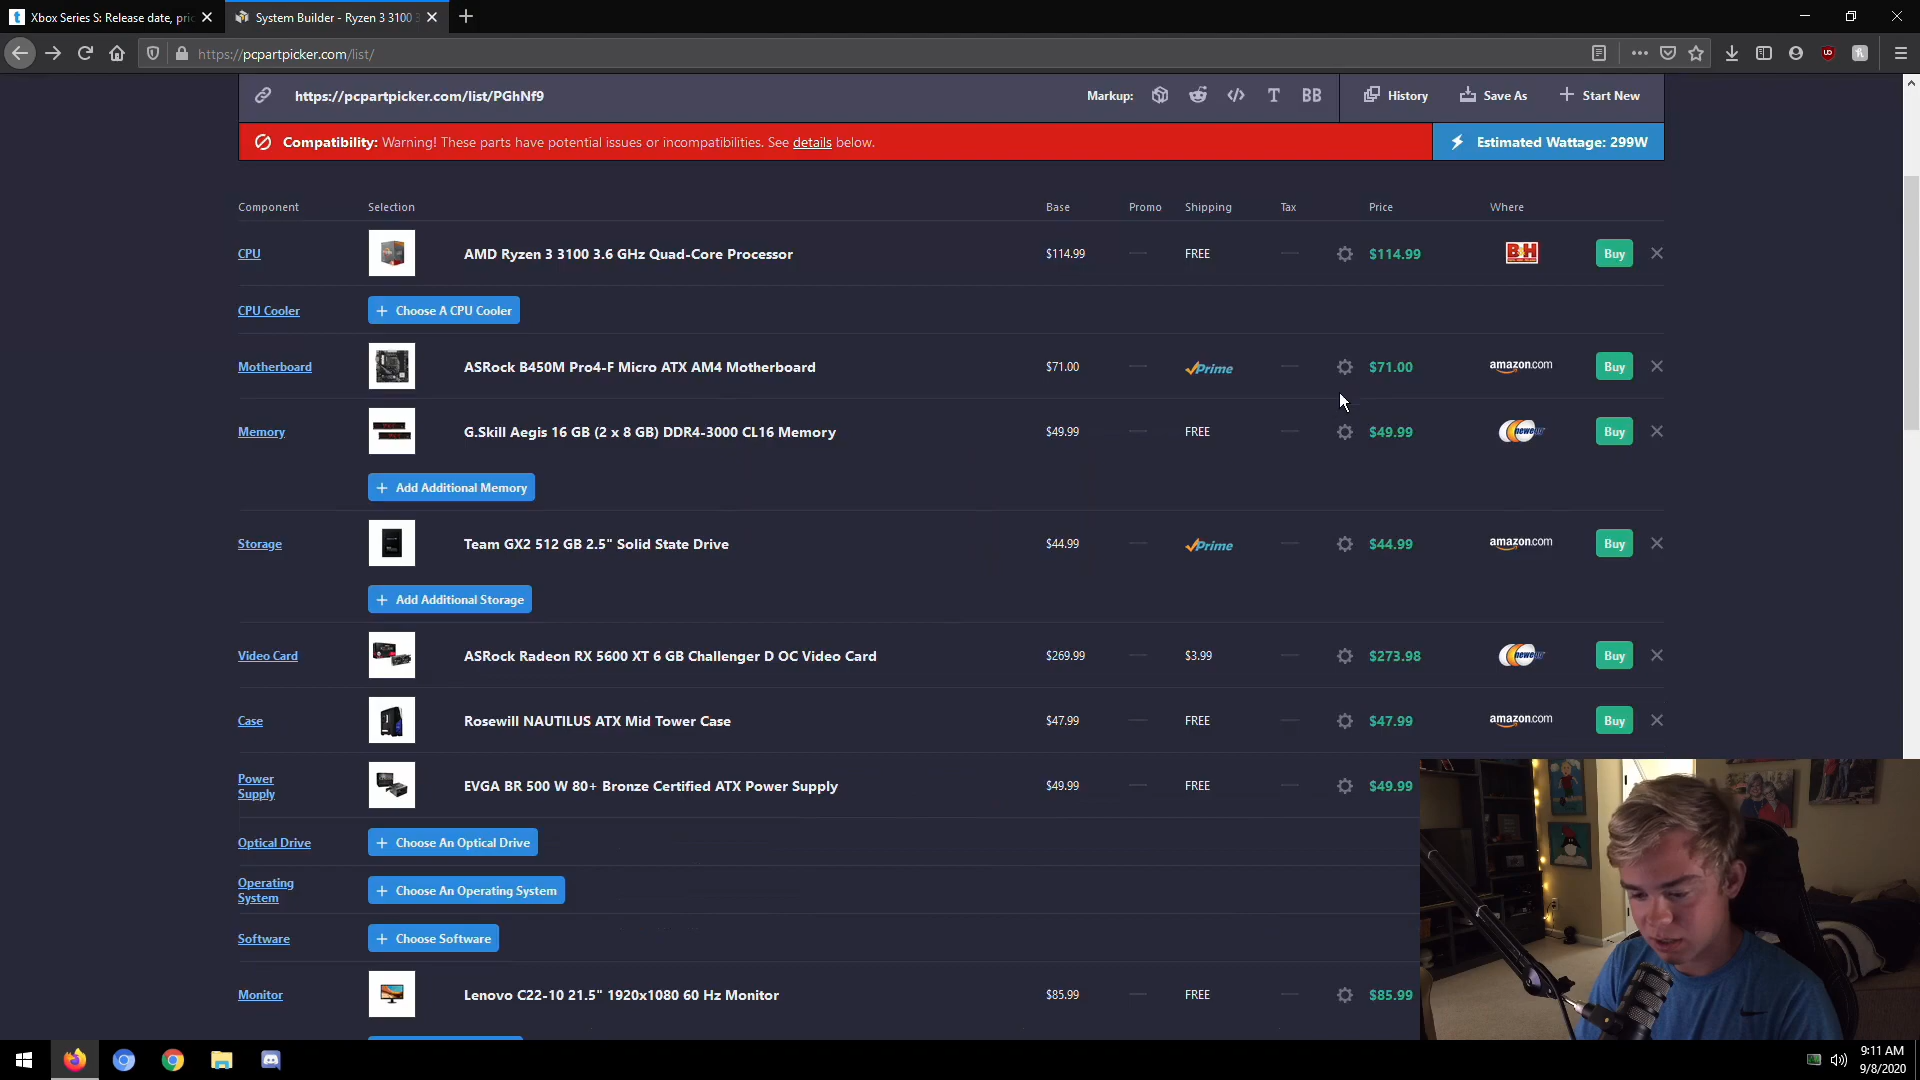 Xbox Series S: Release date, pric
System Builder - Ryzen 3 3100 3
https://pcpartpicker.com/list/
https://pcpartpicker.com/list/PGhNf9
Markup:
T
BB
History
Save As
Start New
Compatibility: Warning! These parts have potential issues or incompatibilities. See details below.
Estimated Wattage: 299W
Component Selection Base Promo Shipping Tax Price Where
CPU AMD Ryzen 3 3100 3.6 GHz Quad-Core Processor $114.99 FREE $114.99 B&H Buy
CPU Cooler + Choose A CPU Cooler
Motherboard ASRock B450M Pro4-F Micro ATX AM4 Motherboard $71.00 Prime $71.00 amazon.com Buy
Memory G.Skill Aegis 16 GB (2 x 8 GB) DDR4-3000 CL16 Memory $49.99 FREE $49.99 newegg Buy
+ Add Additional Memory
Storage Team GX2 512 GB 2.5" Solid State Drive $44.99 Prime $44.99 amazon.com Buy
+ Add Additional Storage
Video Card ASRock Radeon RX 5600 XT 6 GB Challenger D OC Video Card $269.99 $3.99 $273.98 newegg Buy
Case Rosewill NAUTILUS ATX Mid Tower Case $47.99 FREE $47.99 amazon.com Buy
Power
Supply
EVGA BR 500 W 80+ Bronze Certified ATX Power Supply $49.99 FREE $49.99
Optical Drive + Choose An Optical Drive
Operating
System
+ Choose An Operating System
Software + Choose Software
Monitor Lenovo C22-10 21.5" 1920x1080 60 Hz Monitor $85.99 FREE $85.99
9:11 AM
9/8/2020